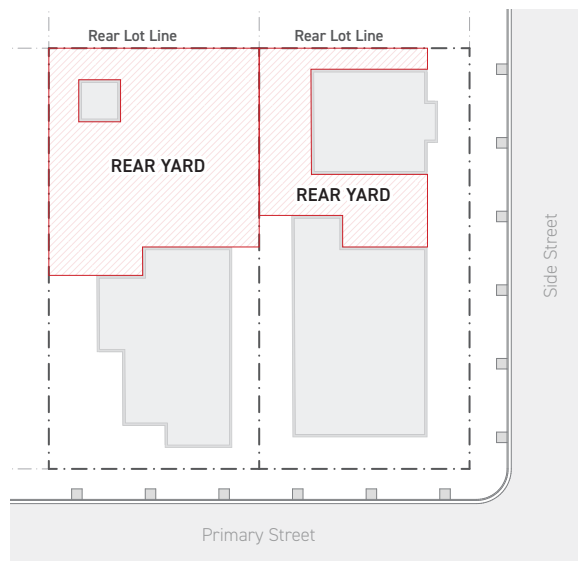 Rear Lot Line
Rear Lot Line
REAR YARD
REAR YARD
Side Street
Primary Street